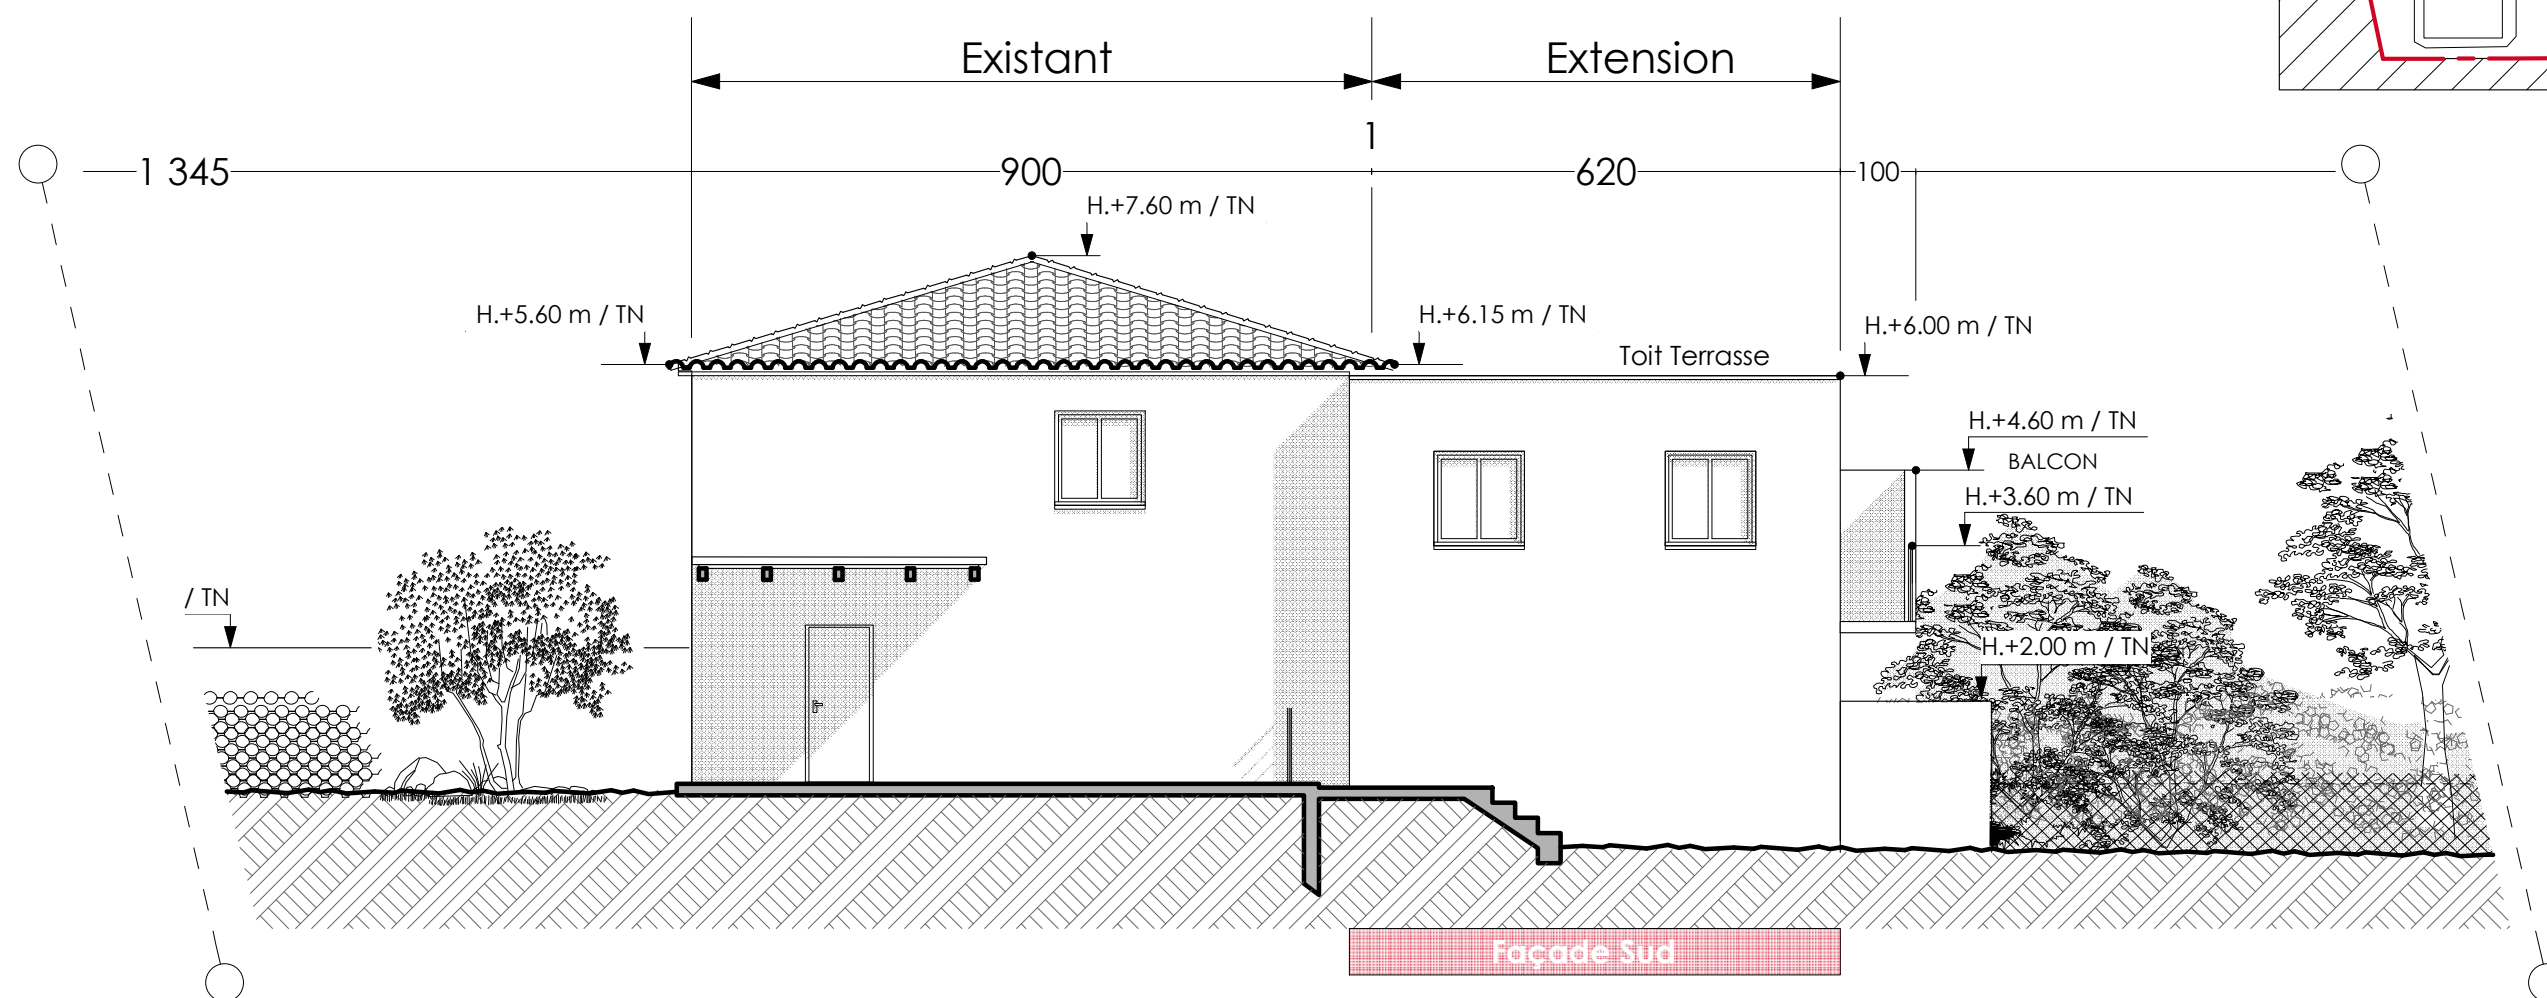 Existant
Extension
1
1 345
900
620
100
H.+7.60 m / TN
H.+5.60 m / TN
H.+6.15 m / TN
H.+6.00 m / TN
Toit Terrasse
H.+4.60 m / TN
BALCON
H.+3.60 m / TN
/ TN
H.+2.00 m / TN
Façade Sud